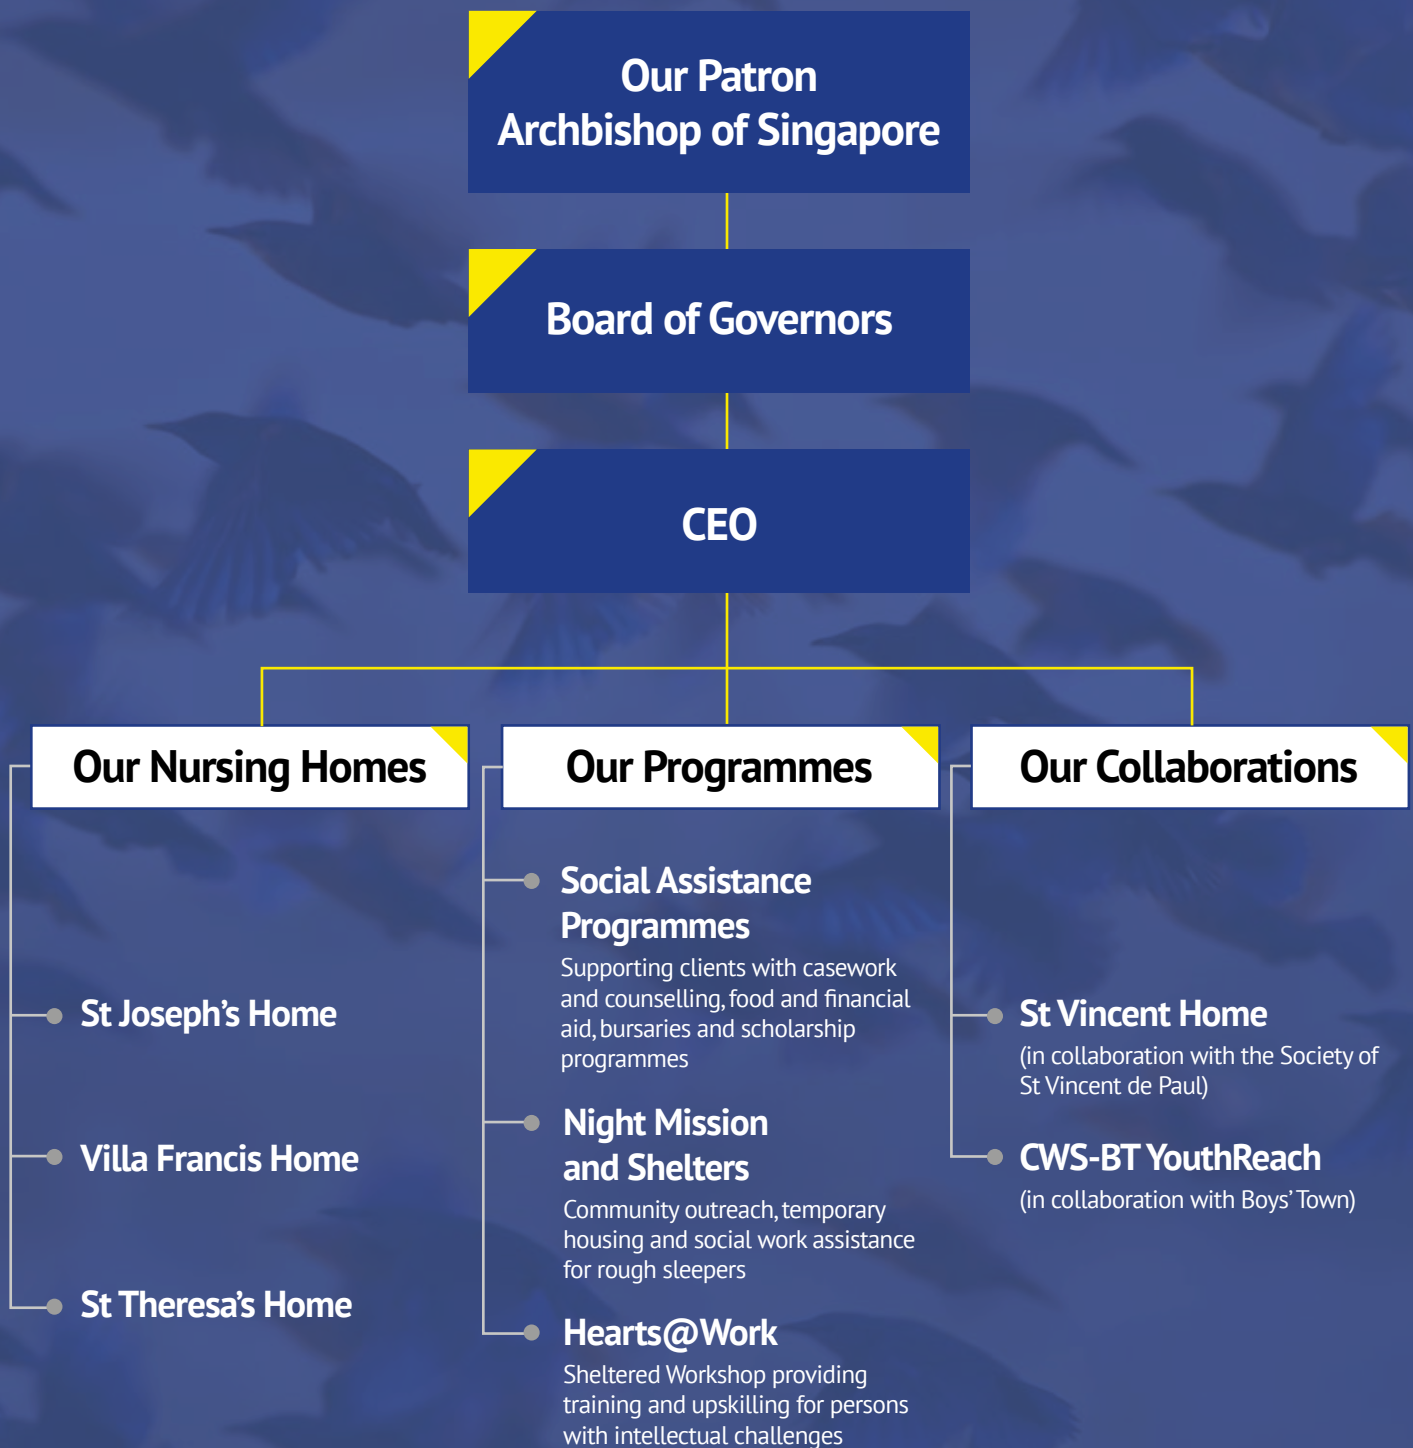 Our Patron
Archbishop of Singapore
Board of Governors
CEO
Our Nursing Homes
St Joseph’s Home
Villa Francis Home
St Theresa’s Home
Our Programmes
Social Assistance
Programmes
Supporting clients with casework
and counselling, food and financial
aid, bursaries and scholarship
programmes
Night Mission
and Shelters
Community outreach, temporary
housing and social work assistance
for rough sleepers
Hearts@Work
Sheltered Workshop providing
training and upskilling for persons
with intellectual challenges
Our Collaborations
St Vincent Home
(in collaboration with the Society of
St Vincent de Paul)
CWS-BT YouthReach
(in collaboration with Boys’ Town)